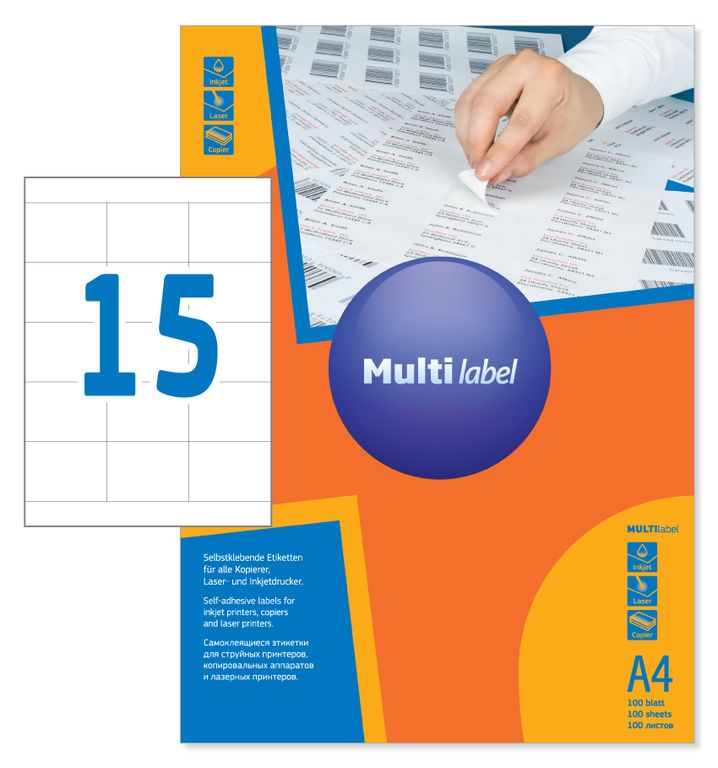 Inkjet
Laser
Copier
15
Multi label
Selbstklebende Etiketten
für alle Kopierer,
Laser- und Inkjetdrucker.
Self-adhesive labels for
inkjet printers, copiers
and laser printers.
Самоклеящиеся этикетки
для струйных принтеров,
копировальных аппаратов
и лазерных принтеров.
MULTIlabel
Inkjel
Laser
Copier
A4
100 blatt
100 sheets
100 листов